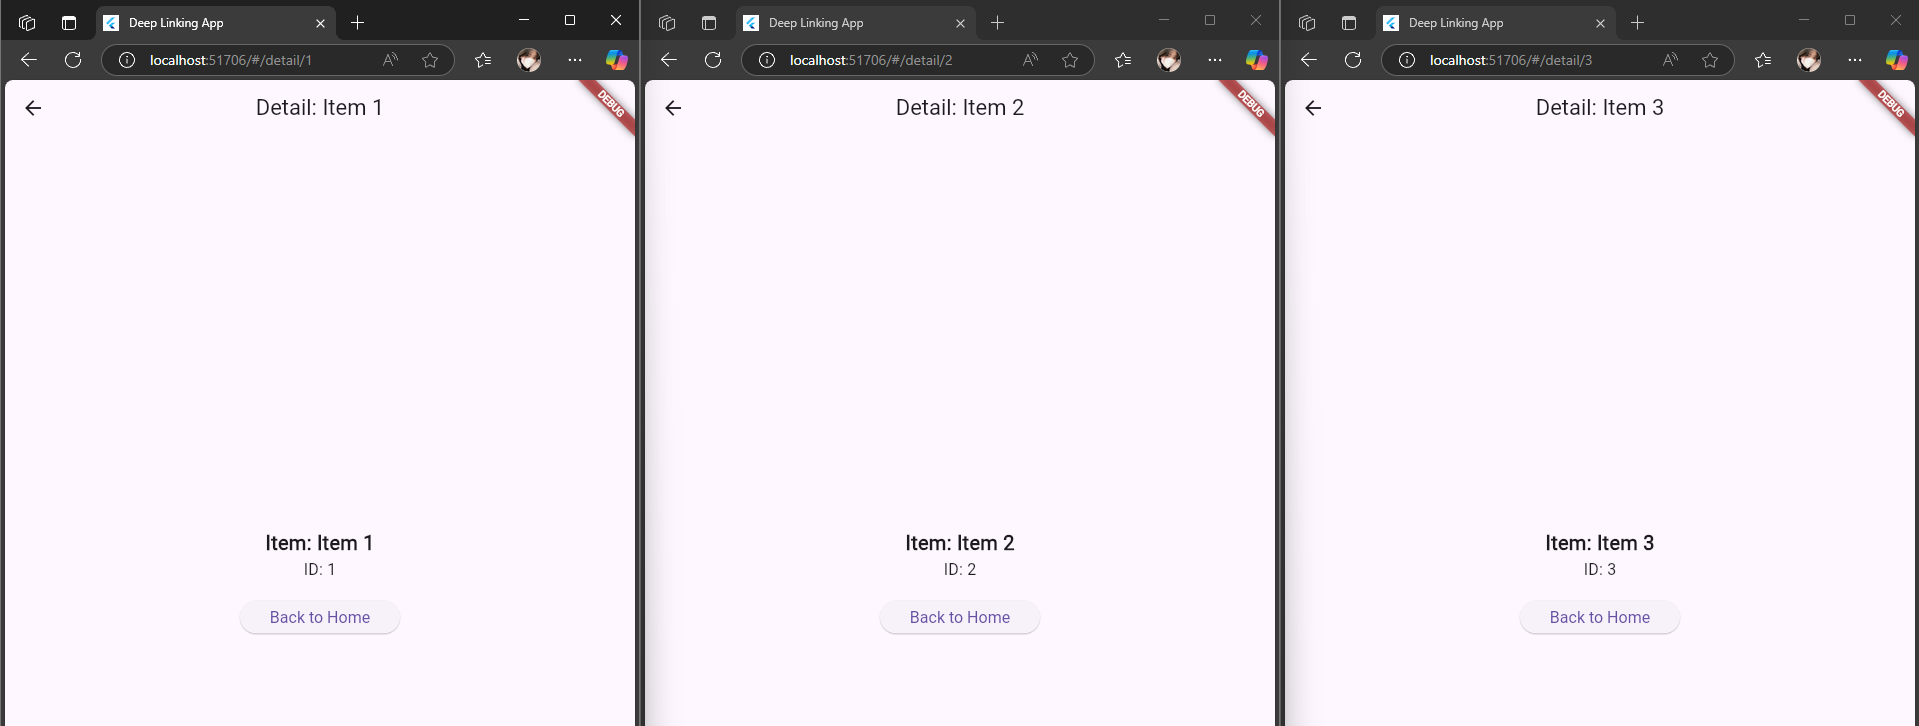 Deep Linking App
localhost:51706/#/detail/1
Detail: Item 1
DEBUG
Item: Item 1
ID: 1
Back to Home
Deep Linking App
localhost:51706/#/detail/2
Detail: Item 2
DEBUG
Item: Item 2
ID: 2
Back to Home
Deep Linking App
localhost:51706/#/detail/3
Detail: Item 3
DEBUG
Item: Item 3
ID: 3
Back to Home